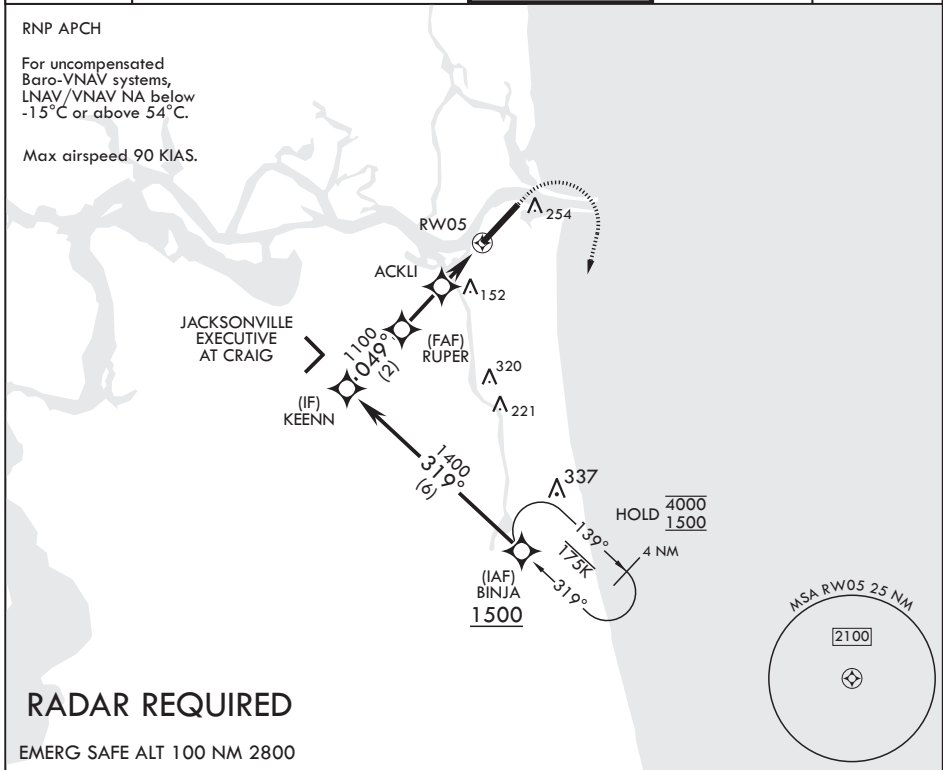 RNP APCH
For uncompensated
Baro-VNAV systems,
LNAV/VNAV NA below
-15°C or above 54°C.
Max airspeed 90 KIAS.
254
RW05
ACKLI
152
JACKSONVILLE
EXECUTIVE
AT CRAIG
1100
049°
(2)
(FAF)
RUPER
320
221
(IF)
KEENN
1400
319°
(6)
337
HOLD 4000
1500
139°
4 NM
175K
319°
(IAF)
BINJA
1500
MSA RW05 25 NM
2100
RADAR REQUIRED
EMERG SAFE ALT 100 NM 2800